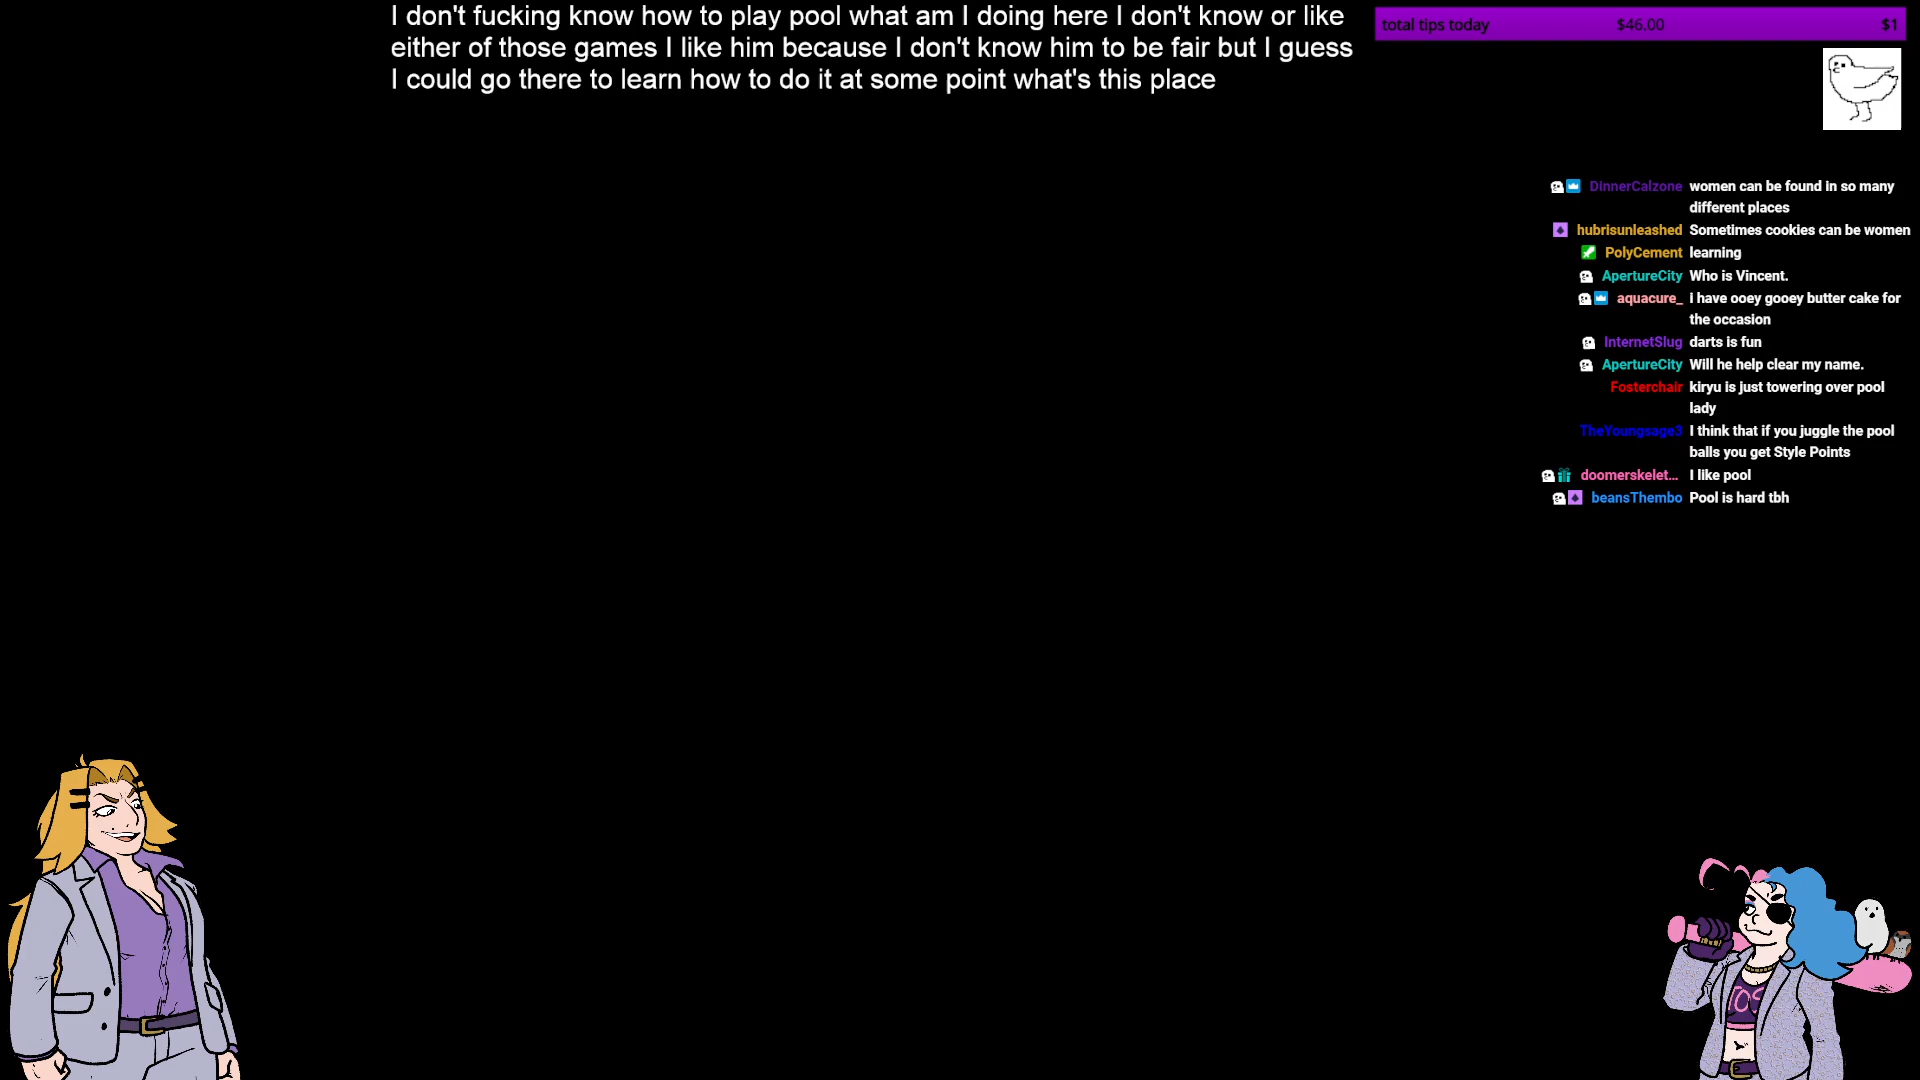 I don't fucking know how to play pool what am I doing here I don't know or like
either of those games I like him because I don't know him to be fair but I guess
I could go there to learn how to do it at some point what's this place
total tips today $46.00 $1
DinnerCalzone women can be found in so many
different places
hubrisunleashed Sometimes cookies can be women
PolyCement learning
ApertureCity Who is Vincent.
aquacure_ i have ooey gooey butter cake for
the occasion
InternetSlug darts is fun
ApertureCity Will he help clear my name.
Fosterchair kiryu is just towering over pool
lady
TheYoungsage3 I think that if you juggle the pool
balls you get Style Points
doomerskelet... I like pool
beansThembo Pool is hard tbh